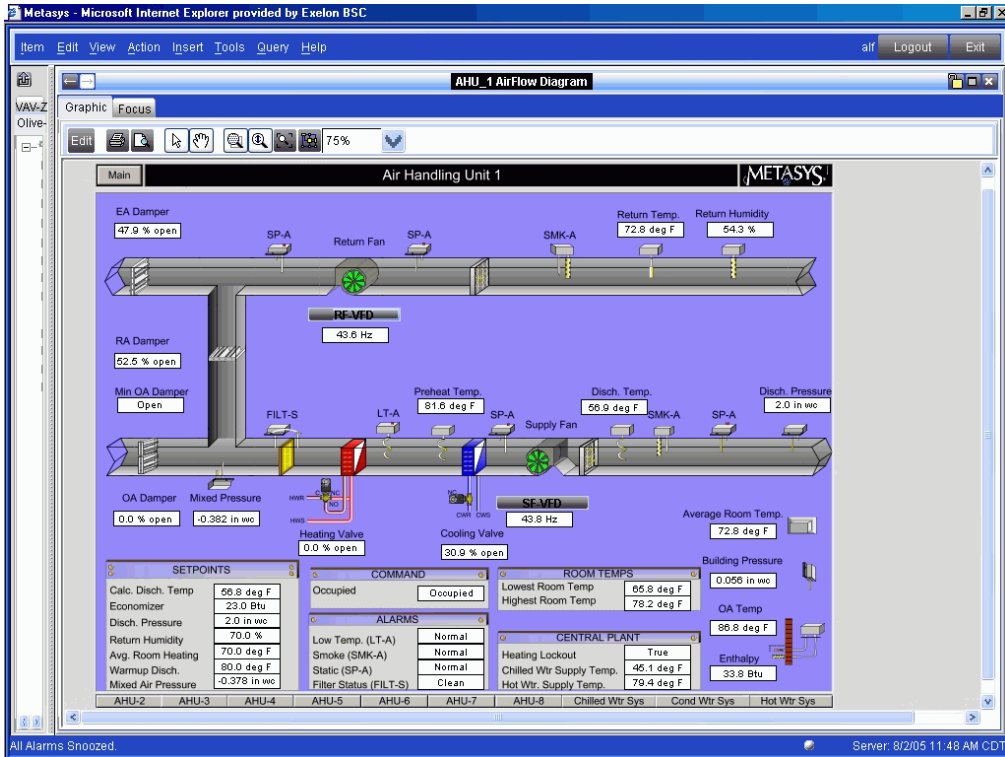 Metasys - Microsoft Internet Explorer provided by Exelon BSC
Item Edit View Action Insert Tools Query Help
alf Logout Exit
AHU_1 AirFlow Diagram
VAV-Z
Olive-
Graphic Focus
Edit 75%
Main Air Handling Unit 1 METASYS
EA Damper
47.9 % open
SP-A
Return Fan
SP-A
SMK-A
Return Temp.
72.8 deg F
Return Humidity
54.3 %
RF-VFD
43.6 Hz
RA Damper
52.5 % open
Min OA Damper
Open
FILT-S
LT-A
Preheat Temp.
81.6 deg F
SP-A
Supply Fan
Disch. Temp.
56.9 deg F
SMK-A
SP-A
Disch. Pressure
2.0 in wc
OA Damper
0.0 % open
Mixed Pressure
-0.382 in wc
HWR
HWS
C
NC
NO
Heating Valve
0.0 % open
NC
CWR CWS
Cooling Valve
30.9 % open
SF-VFD
43.8 Hz
Average Room Temp.
72.8 deg F
Building Pressure
0.056 in wc
OA Temp
86.8 deg F
Enthalpy
33.8 Btu
SETPOINTS
Calc. Disch. Temp 56.8 deg F
Economizer 23.0 Btu
Disch. Pressure 2.0 in wc
Return Humidity 70.0 %
Avg. Room Heating 70.0 deg F
Warmup Disch. 80.0 deg F
Mixed Air Pressure -0.378 in wc
COMMAND
Occupied Occupied
ALARMS
Low Temp. (LT-A) Normal
Smoke (SMK-A) Normal
Static (SP-A) Normal
Filter Status (FILT-S) Clean
ROOM TEMPS
Lowest Room Temp 65.8 deg F
Highest Room Temp 78.2 deg F
CENTRAL PLANT
Heating Lockout True
Chilled Wtr Supply Temp. 45.1 deg F
Hot Wtr. Supply Temp. 79.4 deg F
AHU-2 AHU-3 AHU-4 AHU-5 AHU-6 AHU-7 AHU-8 Chilled Wtr Sys Cond Wtr Sys Hot Wtr Sys
All Alarms Snoozed.
Server: 8/2/05 11:48 AM CDT